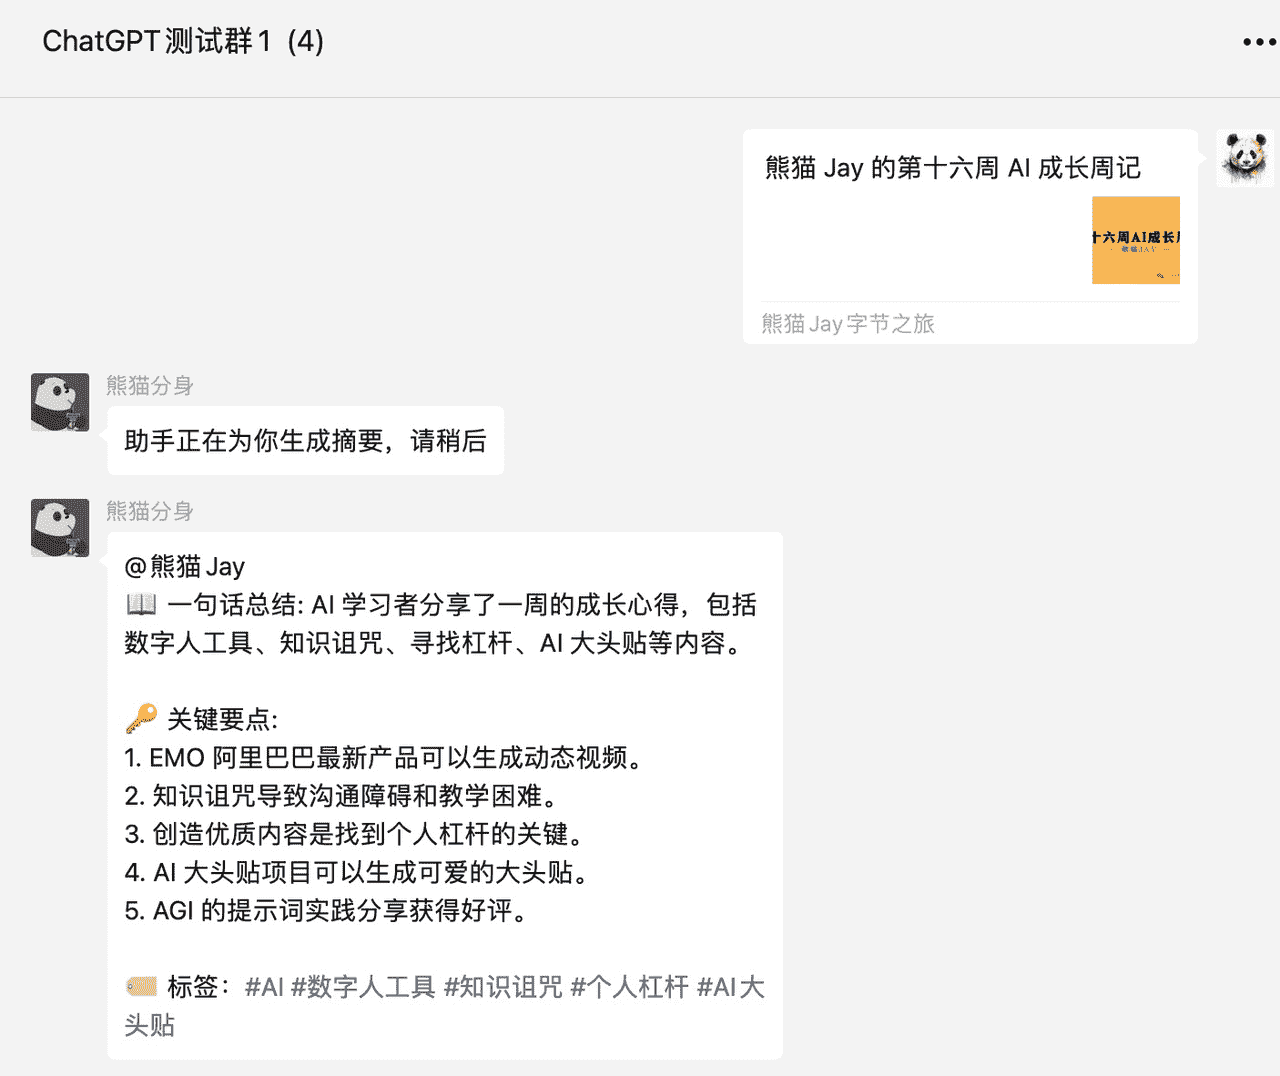 ChatGPT测试群1 (4)
熊猫 Jay 的第十六周 AI 成长周记
十六周AI成长
熊猫Jay字节之旅
熊猫分身
助手正在为你生成摘要，请稍后
熊猫分身
@熊猫Jay
📖 一句话总结: AI 学习者分享了一周的成长心得，包括
数字人工具、知识诅咒、寻找杠杆、AI 大头贴等内容。
🔑 关键要点:
1. EMO 阿里巴巴最新产品可以生成动态视频。
2. 知识诅咒导致沟通障碍和教学困难。
3. 创造优质内容是找到个人杠杆的关键。
4. AI 大头贴项目可以生成可爱的大头贴。
5. AGI 的提示词实践分享获得好评。
🏷 标签：#AI #数字人工具 #知识诅咒 #个人杠杆 #AI大
头贴